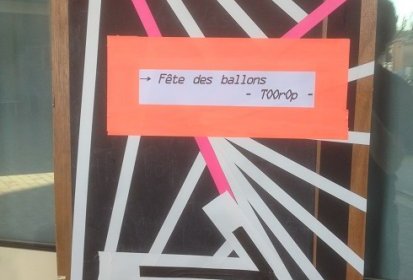 → Fête des ballons
- TOOrOp -